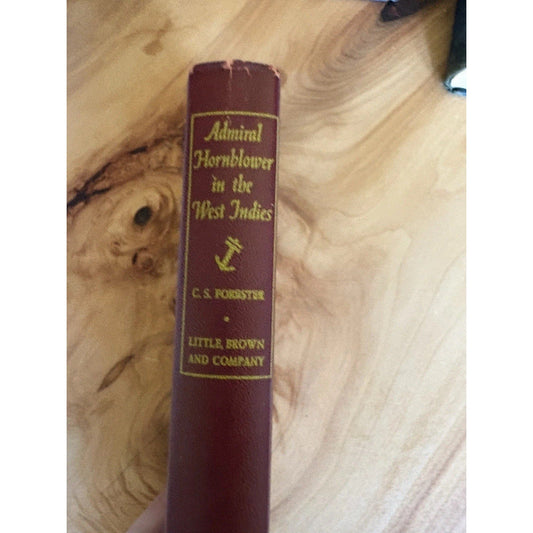 Admiral
Hornblower
in the
West Indies
C. S. FORESTER
LITTLE, BROWN
AND COMPANY